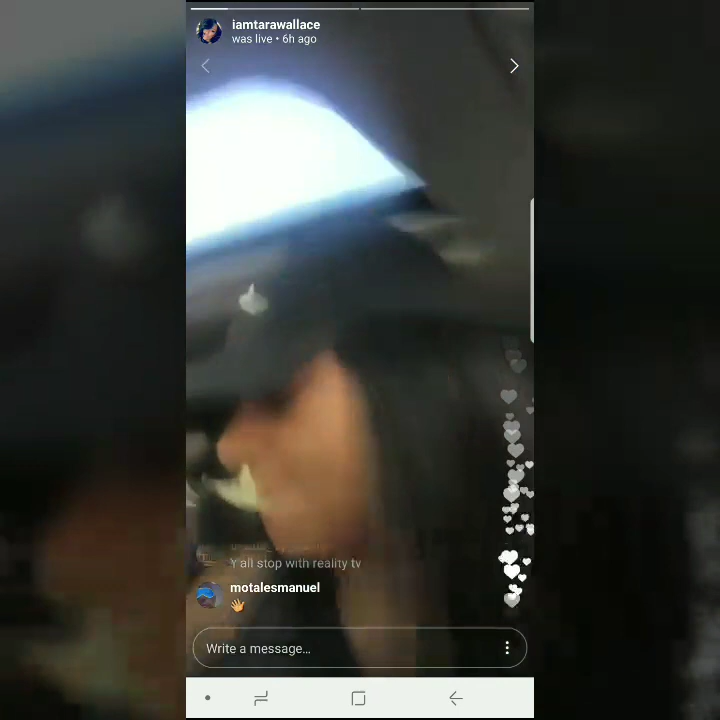 iamtarawallace
was live • 6h ago
Y'all stop with reality tv
motalesmanuel
👋
Write a message...